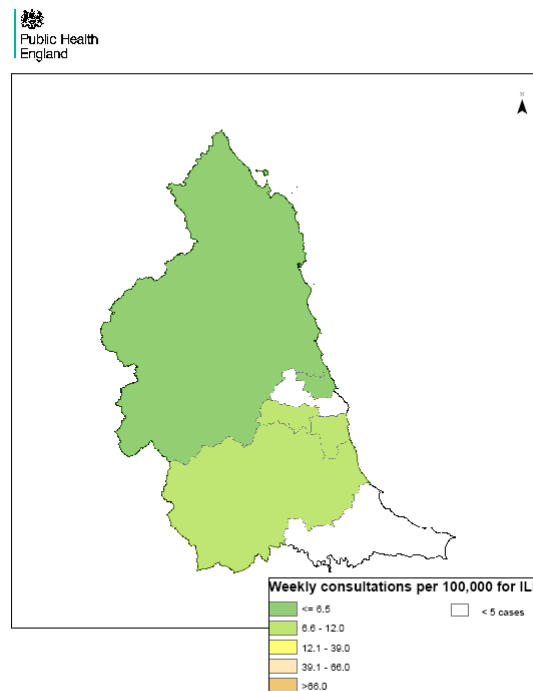 Public Health
England
N
Weekly consultations per 100,000 for IL
<= 6.5
6.6 - 12.0
12.1 - 39.0
39.1 - 66.0
>66.0
< 5 cases